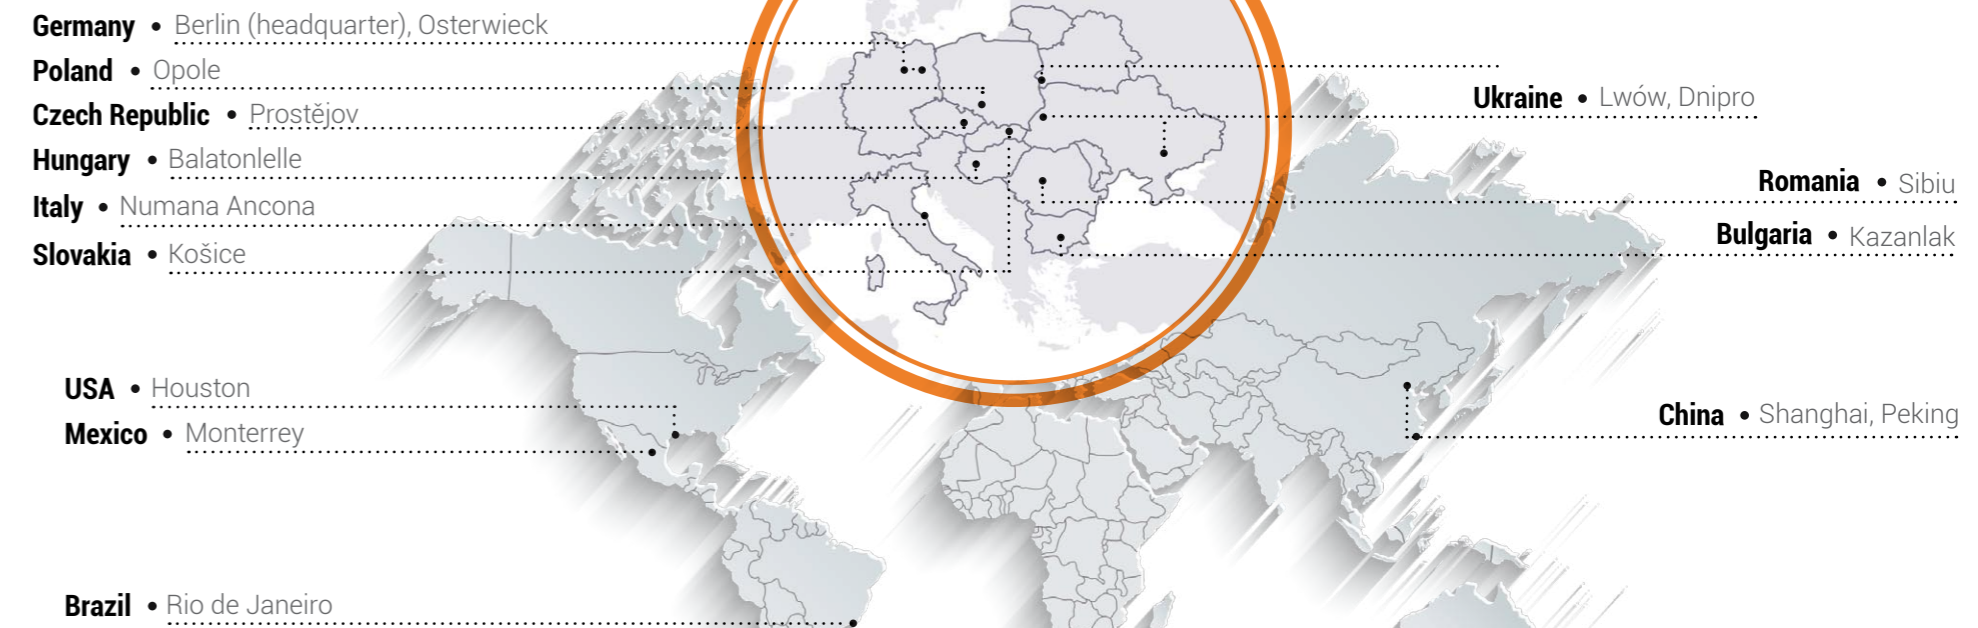 Germany • Berlin (headquarter), Osterwieck
Poland • Opole
Czech Republic • Prostějov
Hungary • Balatonlelle
Italy • Numana Ancona
Slovakia • Košice
Ukraine • Lwów, Dnipro
Romania • Sibiu
Bulgaria • Kazanlak
USA • Houston
Mexico • Monterrey
China • Shanghai, Peking
Brazil • Rio de Janeiro